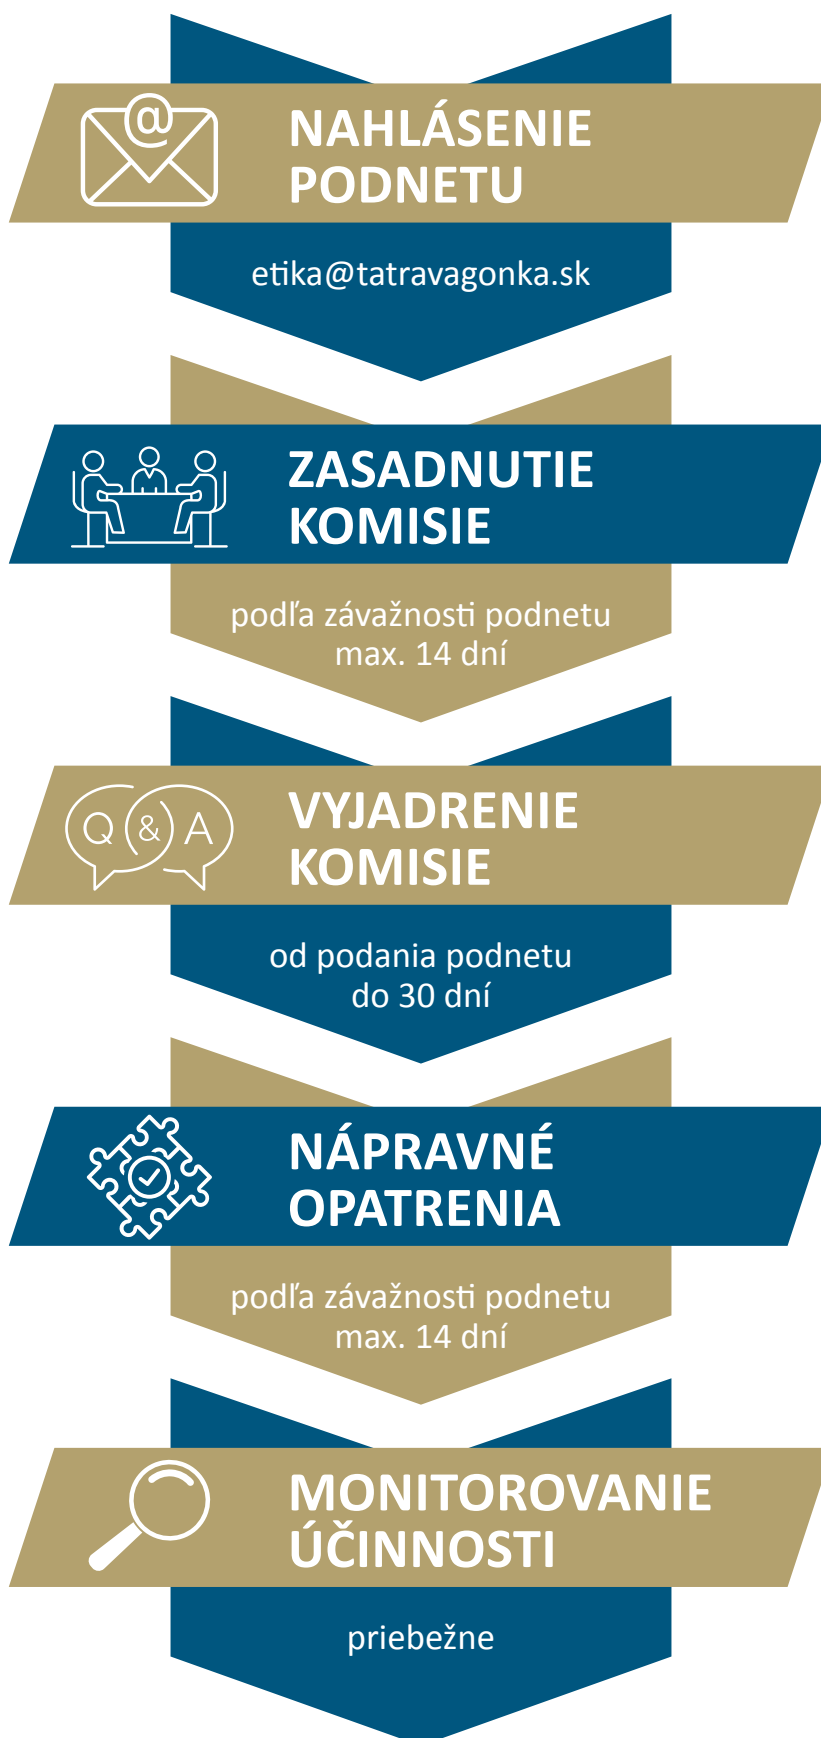 @
NAHLÁSENIE
PODNETU
etika@tatravagonka.sk
ZASADNUTIE
KOMISIE
podľa závažnosti podnetu
max. 14 dní
Q & A
VYJADRENIE
KOMISIE
od podania podnetu
do 30 dní
NÁPRAVNÉ
OPATRENIA
podľa závažnosti podnetu
max. 14 dní
MONITOROVANIE
ÚČINNOSTI
priebežne